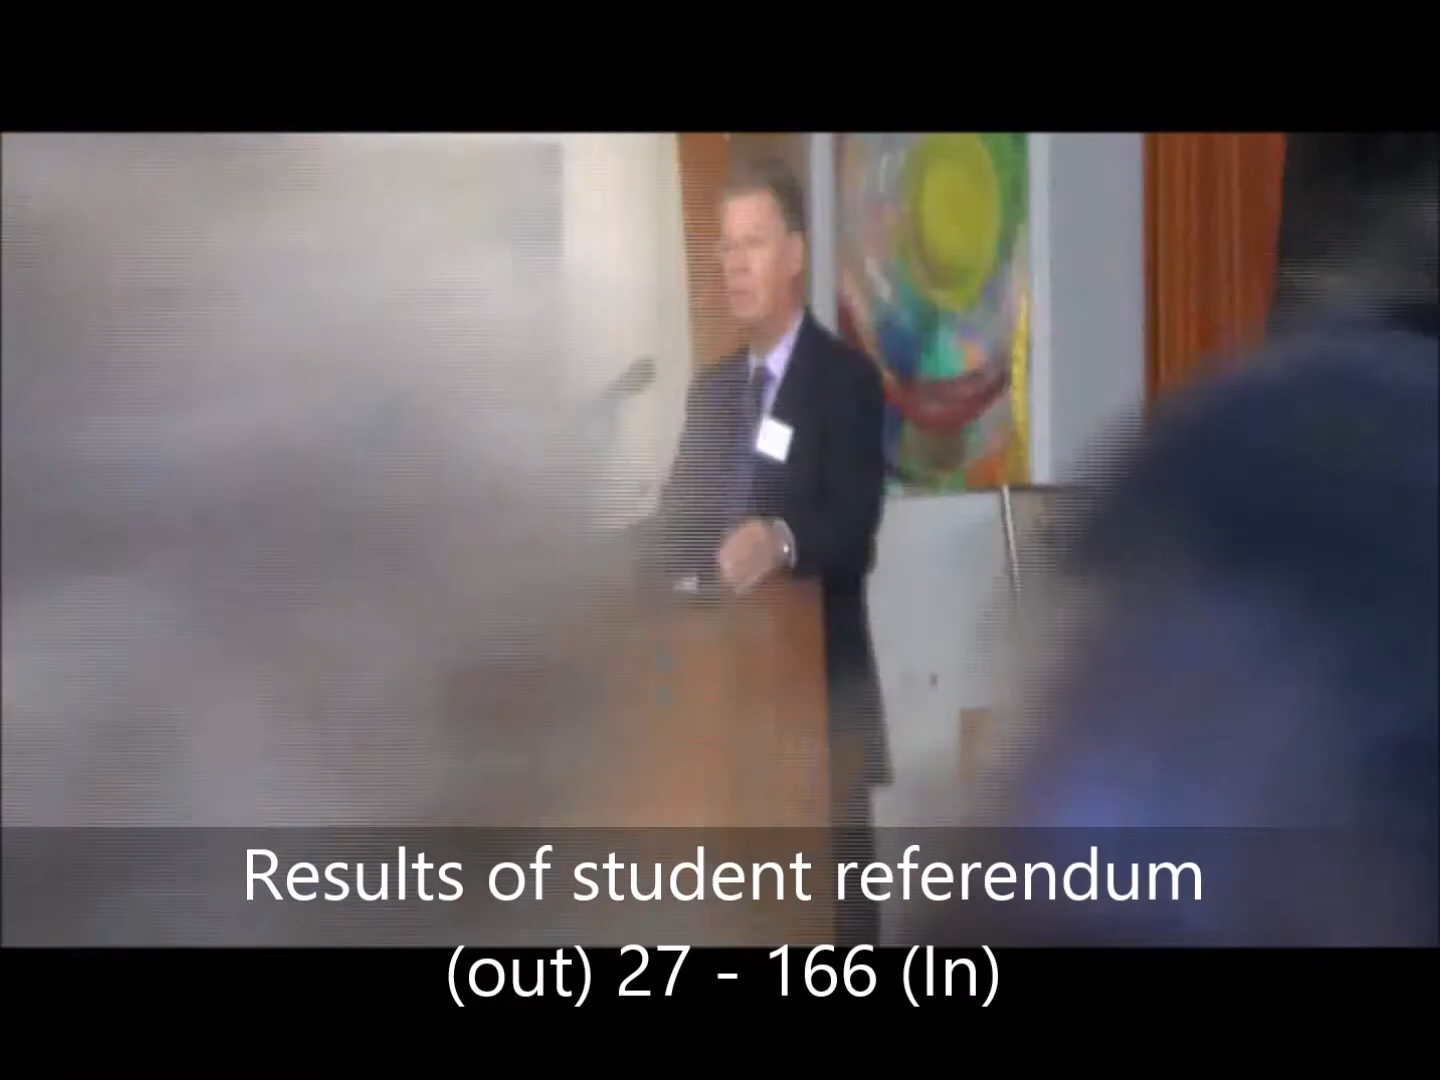 Results of student referendum
(out) 27 - 166 (In)